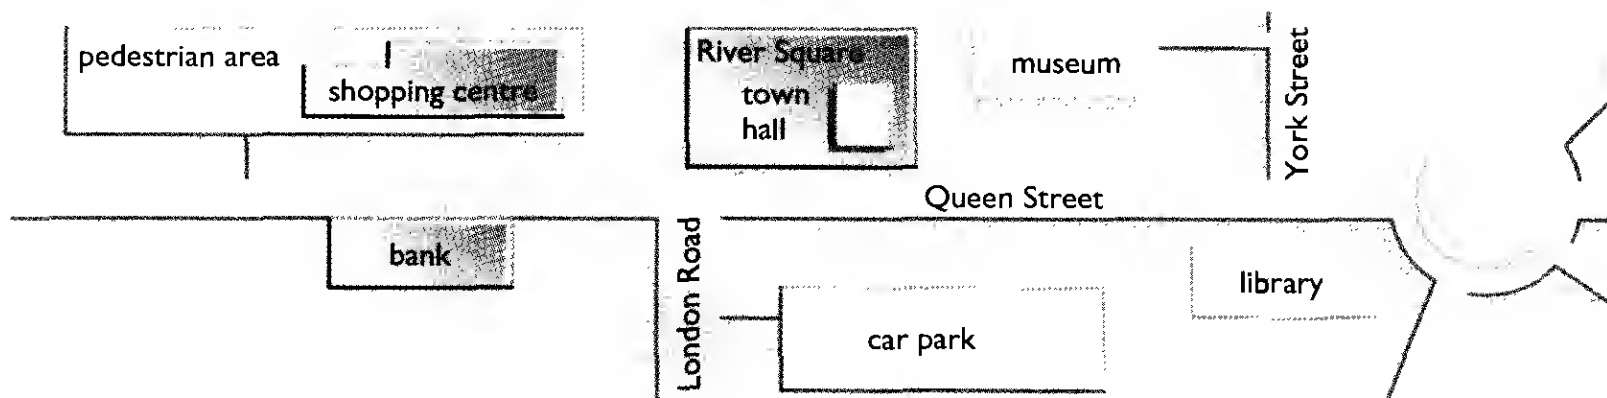 pedestrian area
shopping centre
River Square
town
hall
museum
York Street
Queen Street
bank
London Road
library
car park